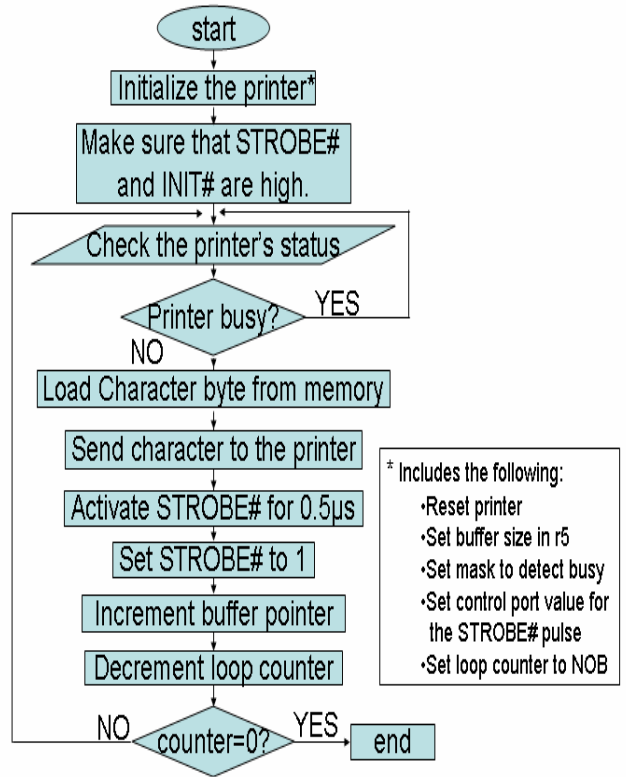 start
Initialize the printer*
Make sure that STROBE#
and INIT# are high.
Check the printer's status
Printer busy?
YES
NO
Load Character byte from memory
Send character to the printer
Activate STROBE# for 0.5µs
Set STROBE# to 1
Increment buffer pointer
Decrement loop counter
NO
counter=0?
YES
end
* Includes the following:
•Reset printer
•Set buffer size in r5
•Set mask to detect busy
•Set control port value for
the STROBE# pulse
•Set loop counter to NOB